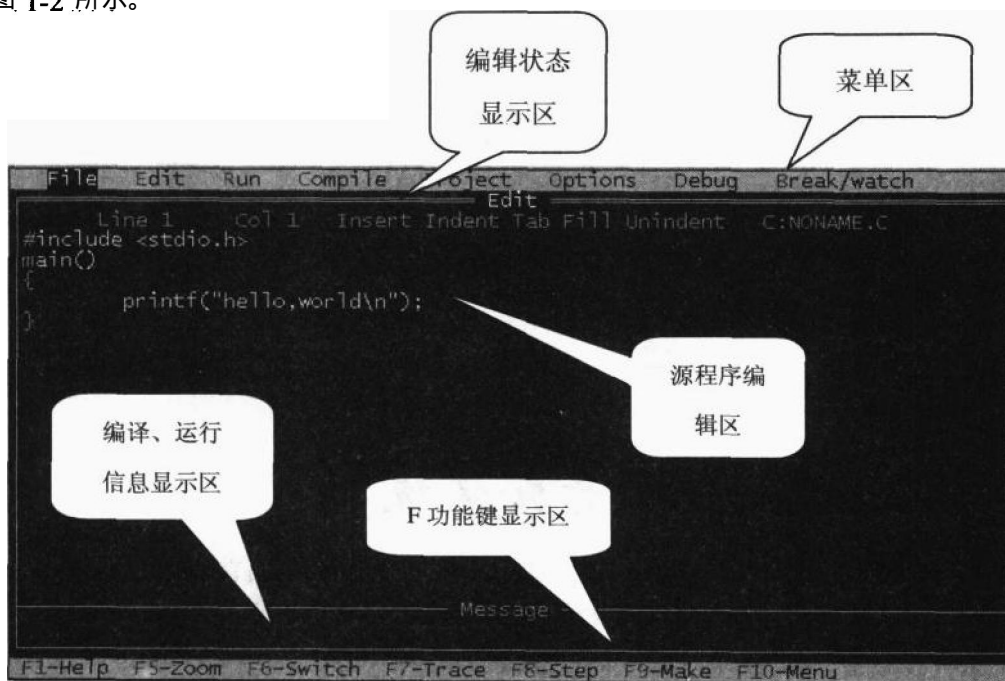 图 1-2 所示。
编辑状态
显示区
菜单区
File Edit Run Compile Project Options Debug Break/watch
Edit
Line 1 Col 1 Insert Indent Tab Fill Unindent C:NONAME.C
#include <stdio.h>
main()
{
printf("hello,world\n");
}
源程序编
辑区
编译、运行
信息显示区
F 功能键显示区
Message
F1-Help F5-Zoom F6-Switch F7-Trace F8-Step F9-Make F10-Menu